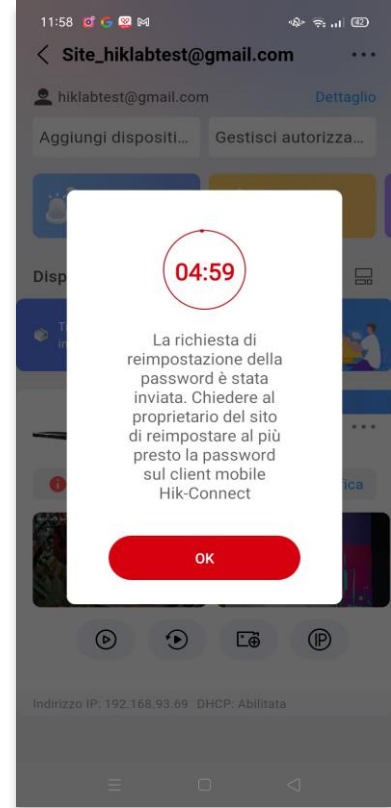 11:58
42
Site_hiklabtest@gmail.com
hiklabtest@gmail.com
Dettaglio
Aggiungi dispositi...
Gestisci autorizza...
Disp
04:59
La richiesta di
reimpostazione della
password è stata
inviata. Chiedere al
proprietario del sito
di reimpostare al più
presto la password
sul client mobile
Hik-Connect
ica
OK
IP
Indirizzo IP: 192.168.93.69 DHCP: Abilitata